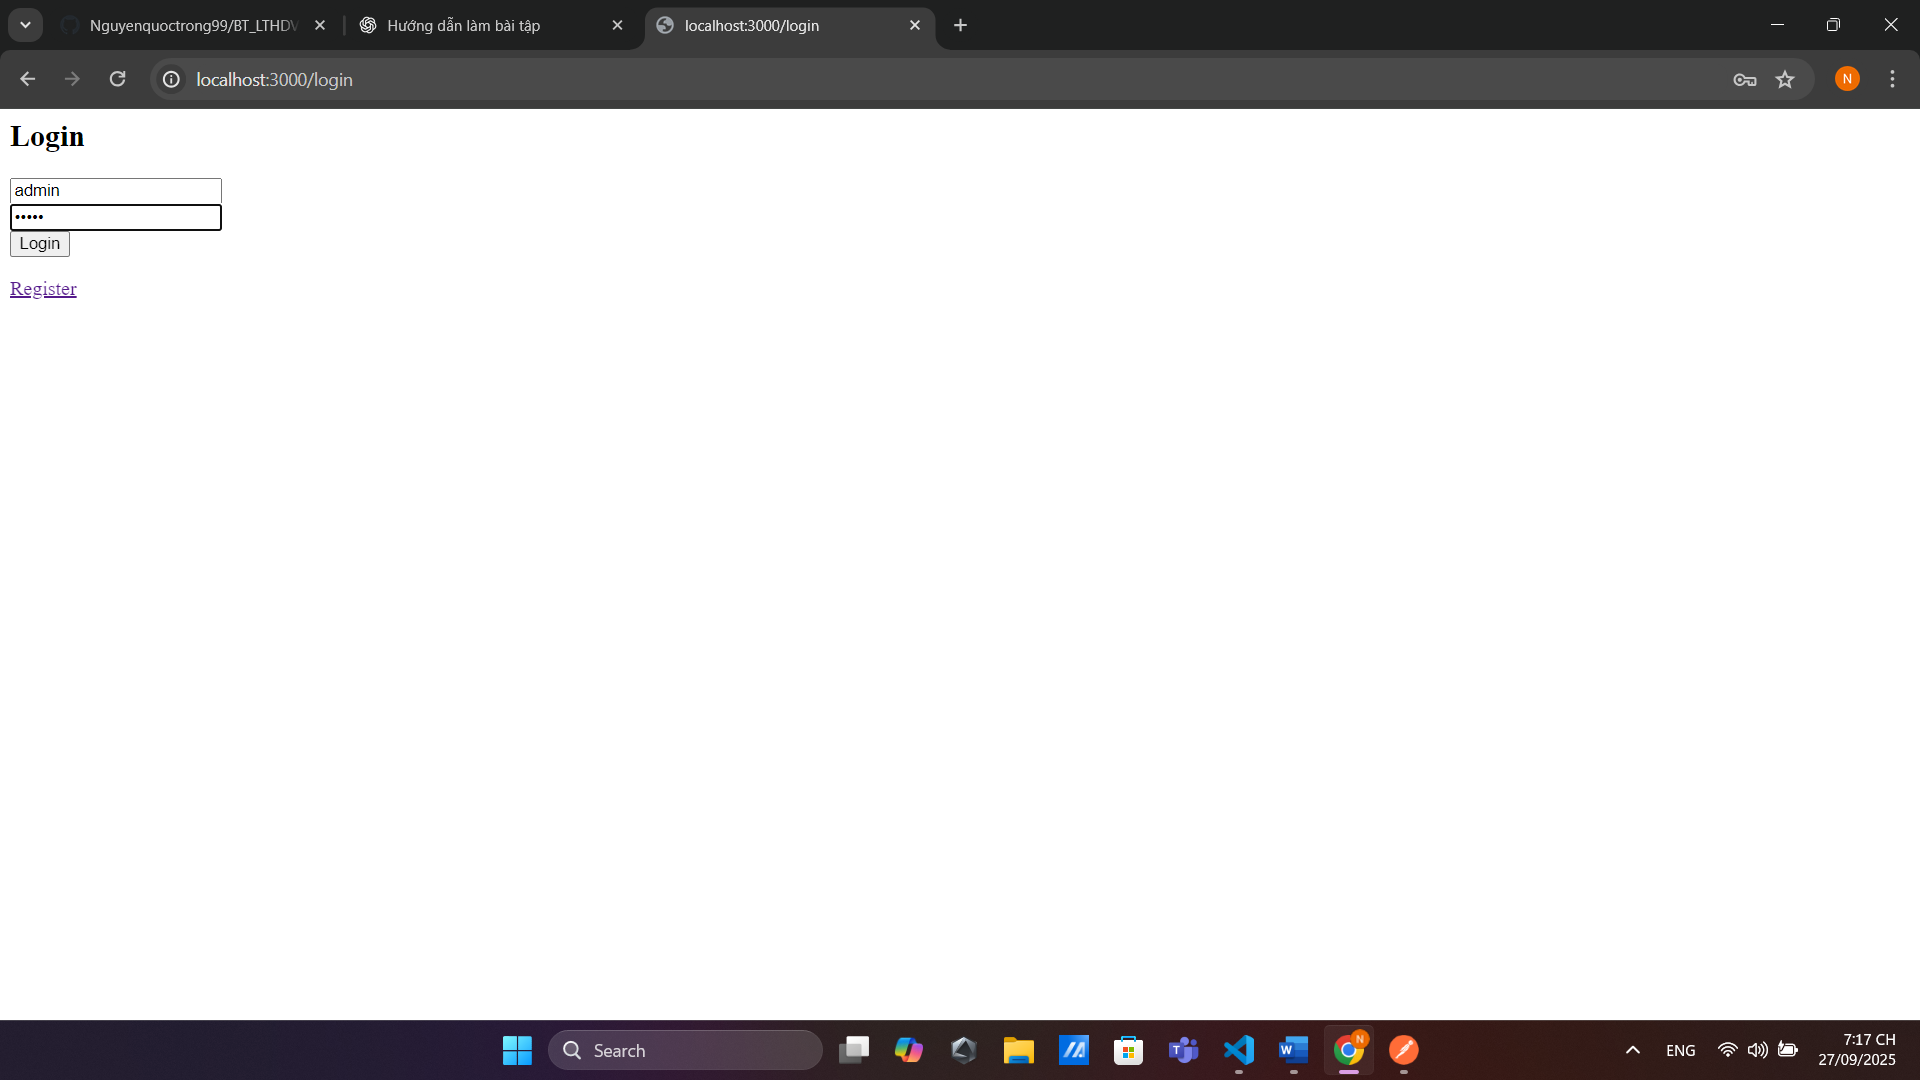 Nguyenquoctrong99/BT_LTHDV
Hướng dẫn làm bài tập
localhost:3000/login
localhost:3000/login
N
Login
admin
•••••
Login
Register
Search
N
7:17 CH
ENG
27/09/2025